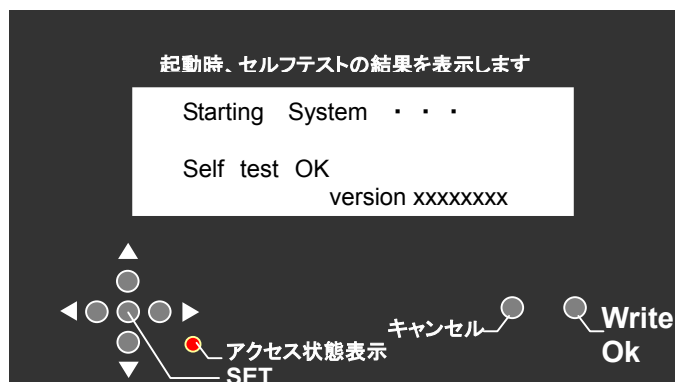 起動時、セルフテストの結果を表示します
Starting System ・・・
Self test OK
version xxxxxxxx
キャンセル
Write
Ok
アクセス状態表示
SET